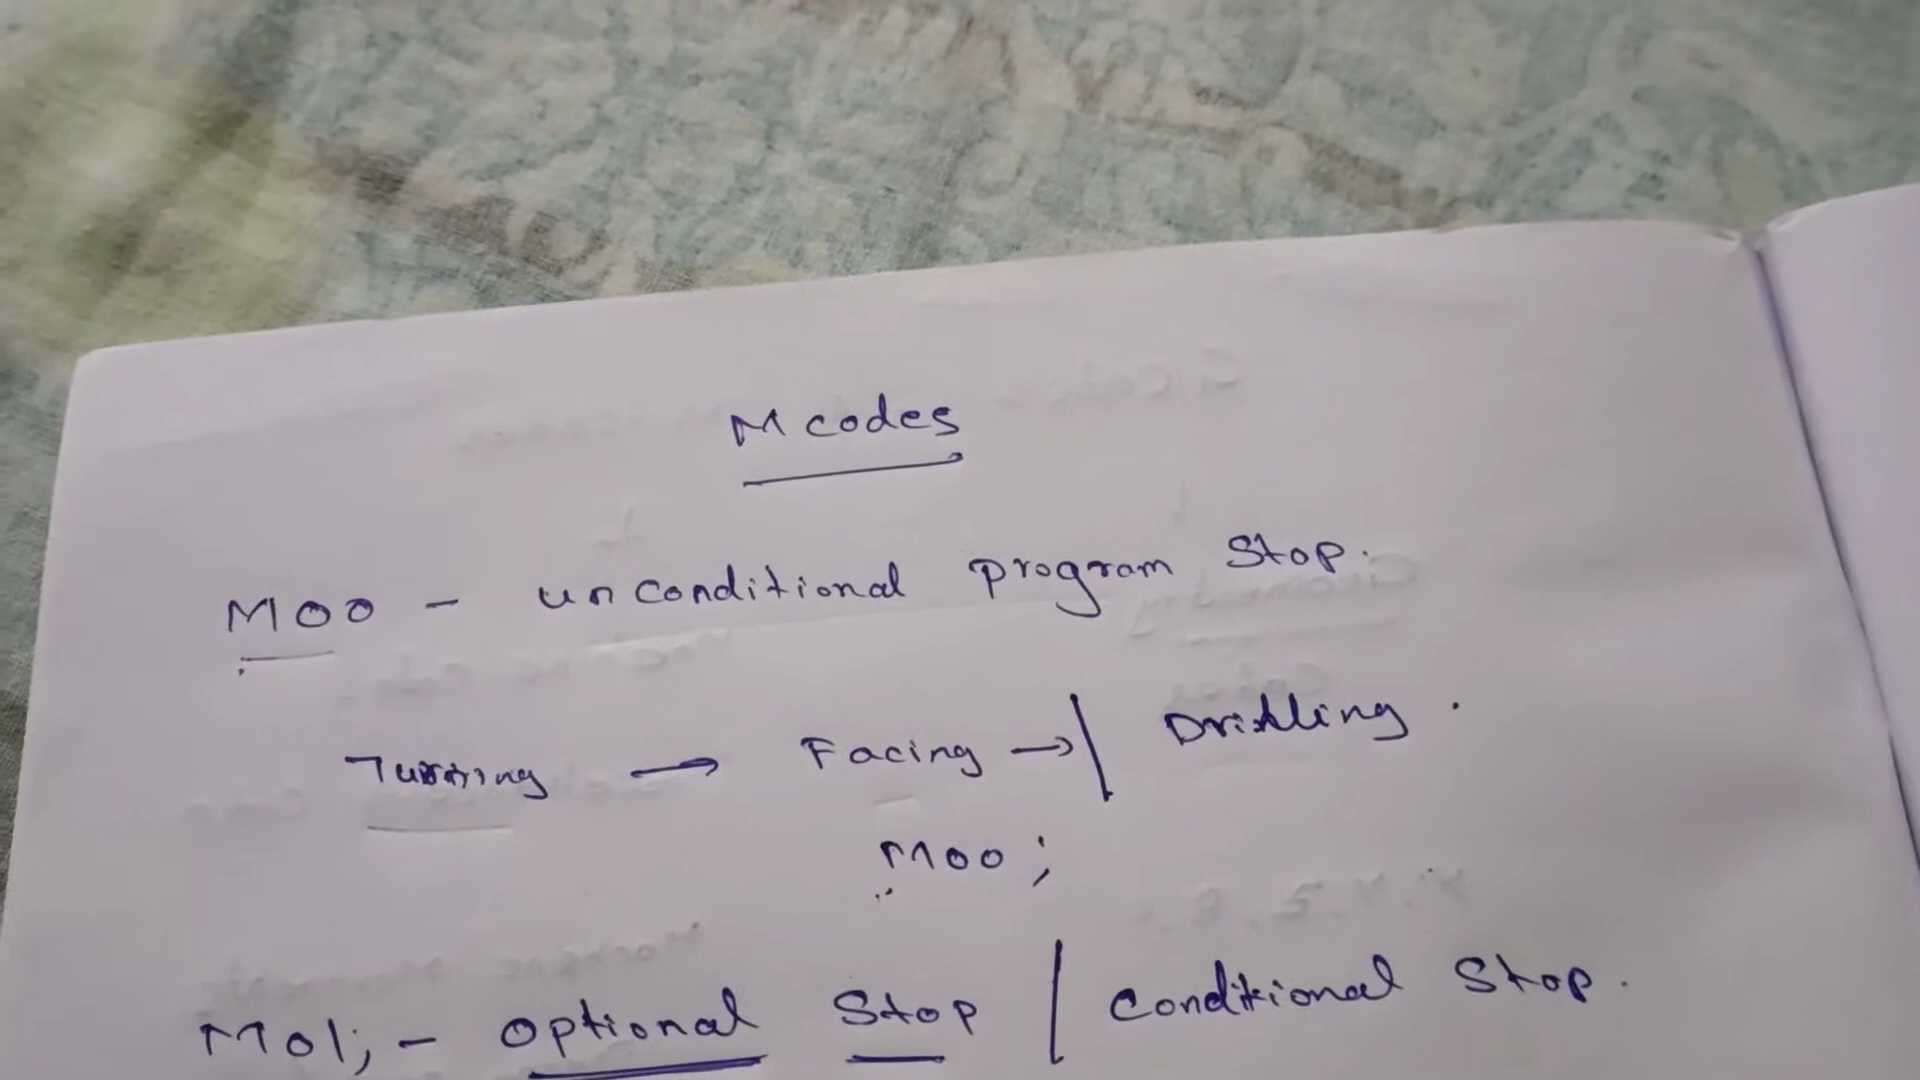 M codes
M00 - unconditional program Stop.
Turning → Facing → | Drilling .
M00 ;
M01; - optional Stop | Conditional Stop .